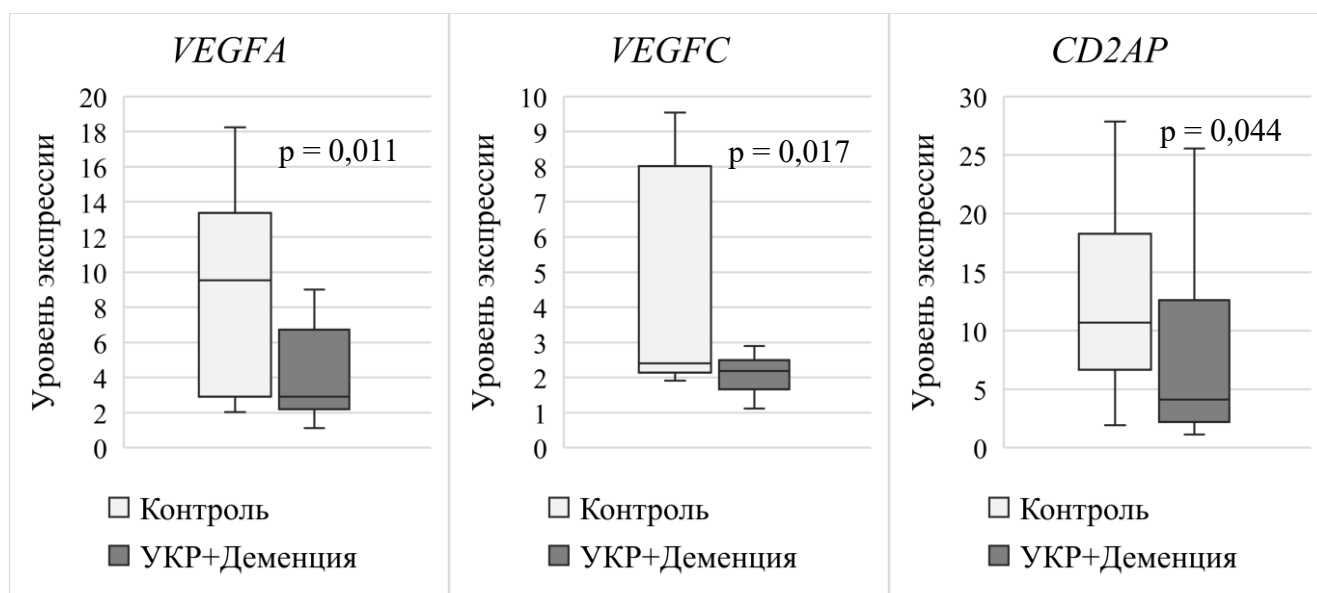 VEGFA
Уровень экспрессии
20
18
16
14
12
10
8
6
4
2
0
p = 0,011
Контроль
УКР+Деменция
VEGFC
Уровень экспрессии
10
9
8
7
6
5
4
3
2
1
0
p = 0,017
Контроль
УКР+Деменция
CD2AP
Уровень экспрессии
30
25
20
15
10
5
0
p = 0,044
Контроль
УКР+Деменция